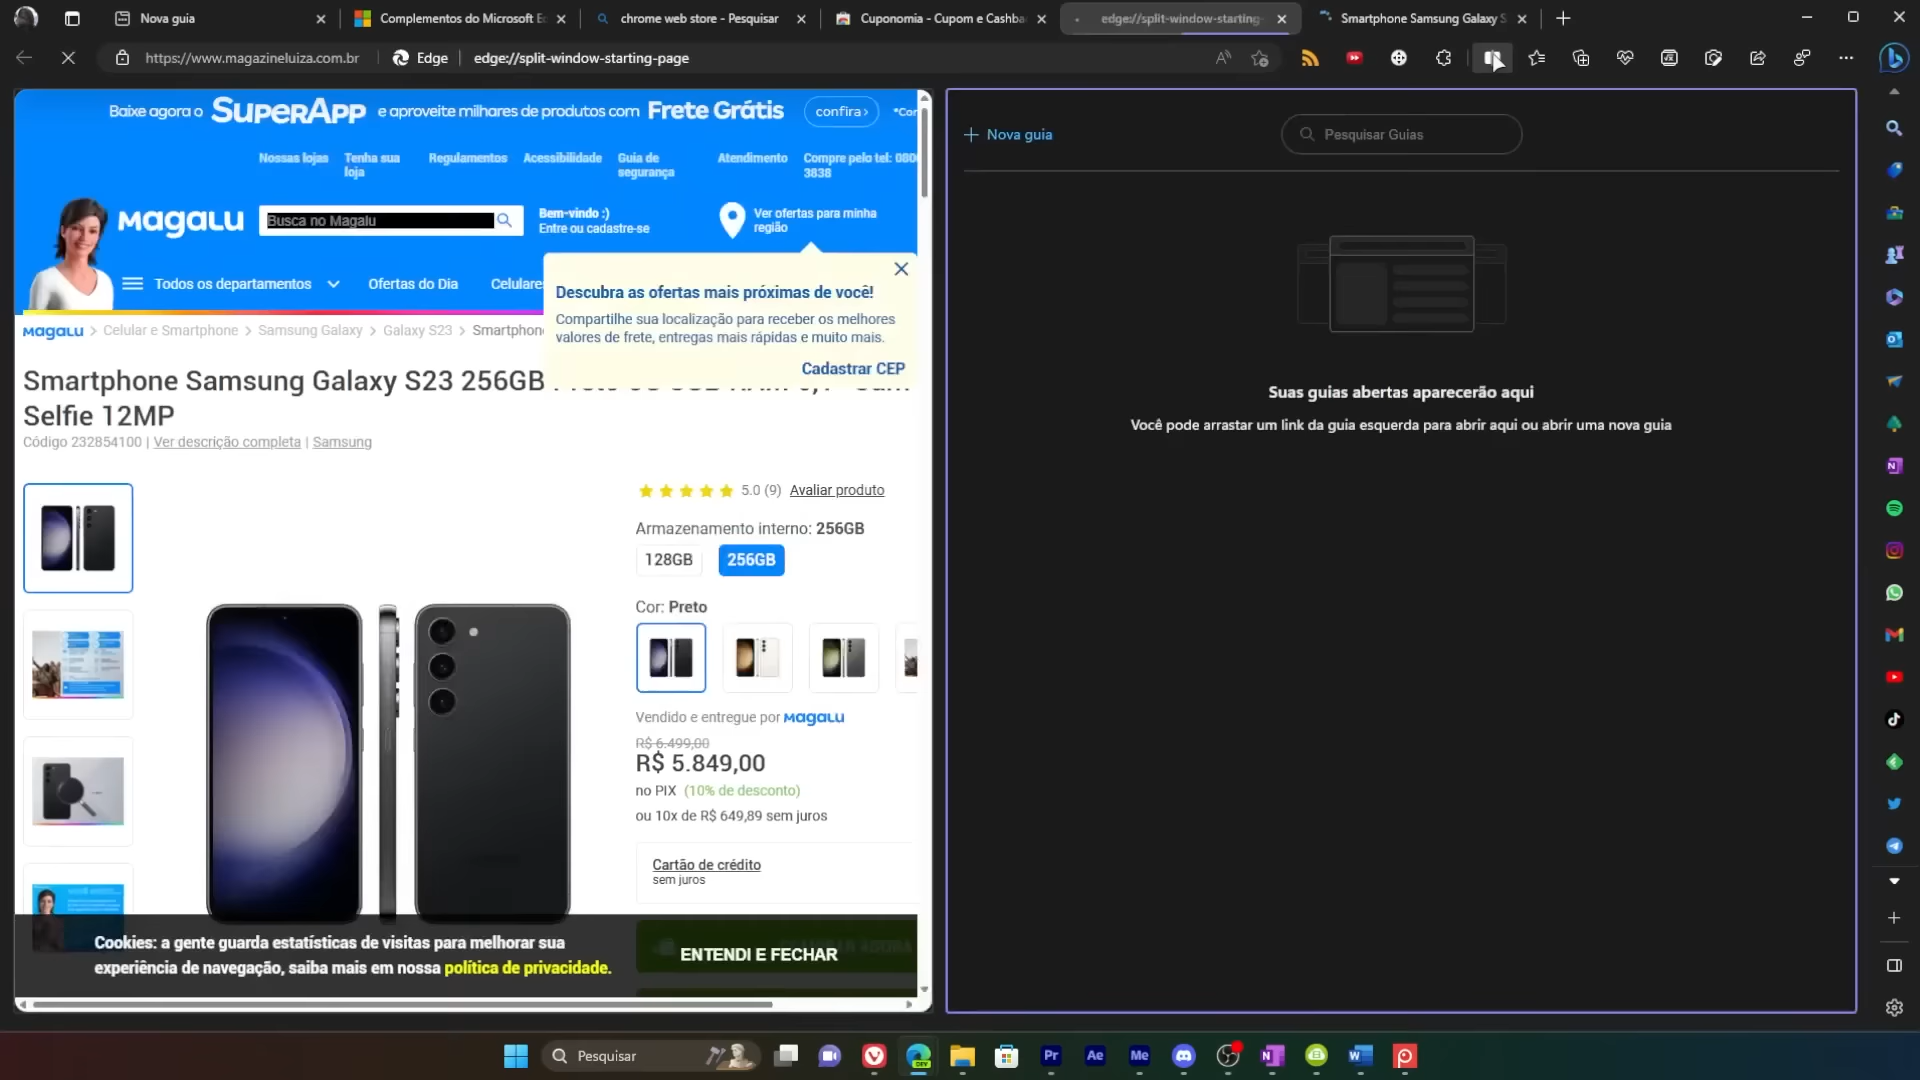 Nova guia
Complementos do Microsoft E
chrome web store - Pesquisar
Cuponomia - Cupom e Cashba
edge://split-window-starting-
Smartphone Samsung Galaxy S
https://www.magazineluiza.com.br
Edge
edge://split-window-starting-page
Baixe agora o SUPERAPP e aproveite milhares de produtos com Frete Grátis
confira ›
*Cor
Nossas lojas
Tenha sua loja
Regulamentos
Acessibilidade
Guia de segurança
Atendimento
Compre pelo tel: 080
3838
Magalu
Busca no Magalu
Bem-vindo :)
Entre ou cadastre-se
Ver ofertas para minha
região
Todos os departamentos
Ofertas do Dia
Celulares
Descubra as ofertas mais próximas de você!
Compartilhe sua localização para receber os melhores
valores de frete, entregas mais rápidas e muito mais.
Cadastrar CEP
Magalu > Celular e Smartphone > Samsung Galaxy > Galaxy S23 > Smartphon
Smartphone Samsung Galaxy S23 256GB
Selfie 12MP
Código 232854100 | Ver descrição completa | Samsung
5.0 (9) Avaliar produto
Armazenamento interno: 256GB
128GB
256GB
Cor: Preto
Vendido e entregue por Magalu
R$ 6.499,00
R$ 5.849,00
no PIX (10% de desconto)
ou 10x de R$ 649,89 sem juros
Cartão de crédito
sem juros
Cookies: a gente guarda estatísticas de visitas para melhorar sua
experiência de navegação, saiba mais em nossa política de privacidade.
ENTENDI E FECHAR
Nova guia
Pesquisar Guias
Suas guias abertas aparecerão aqui
Você pode arrastar um link da guia esquerda para abrir aqui ou abrir uma nova guia
Pesquisar
DEV
Pr
Ae
Me
N
W